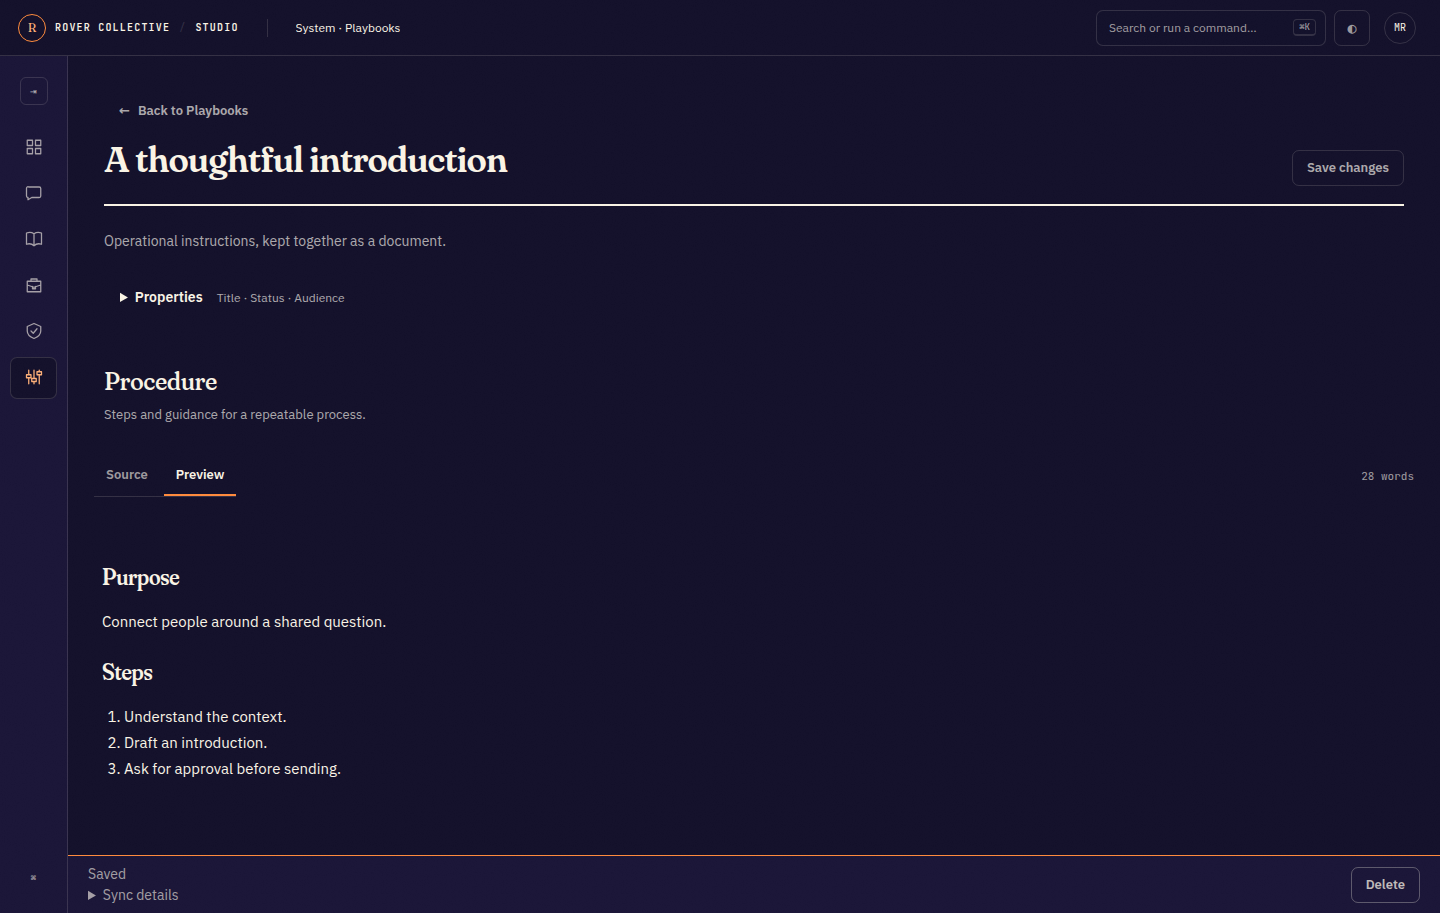 R ROVER COLLECTIVE / STUDIO
System · Playbooks
Search or run a command... ⌘K
MR
← Back to Playbooks
A thoughtful introduction
Save changes
Operational instructions, kept together as a document.
▶ Properties Title · Status · Audience
Procedure
Steps and guidance for a repeatable process.
Source Preview
28 words
Purpose
Connect people around a shared question.
Steps
1. Understand the context.
2. Draft an introduction.
3. Ask for approval before sending.
⌘
Saved
▶ Sync details
Delete